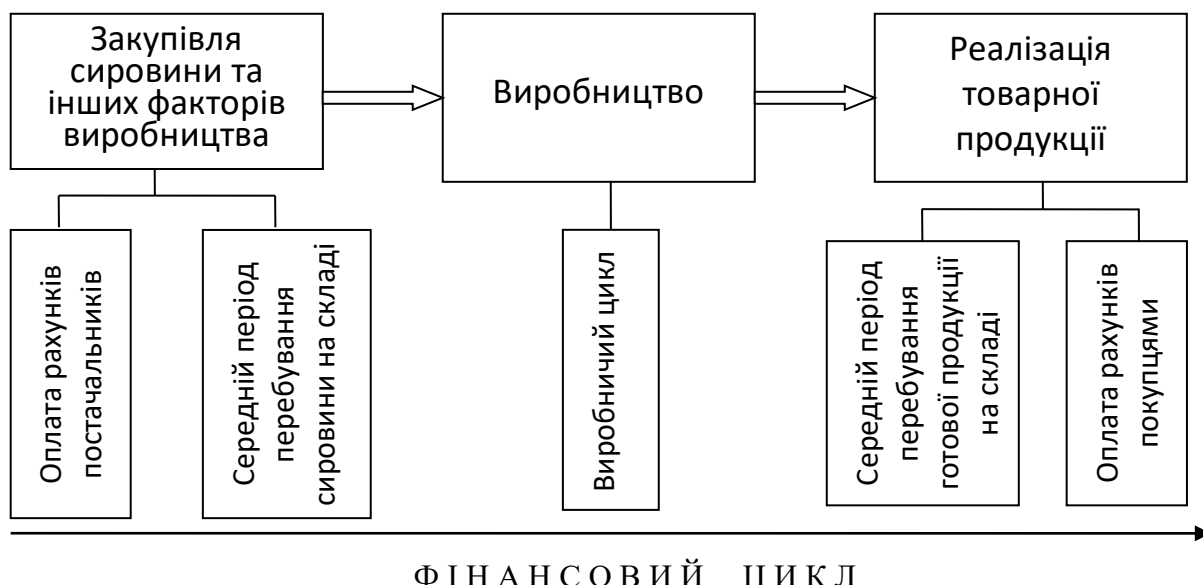 Закупівля
сировини та
інших факторів
виробництва
Виробництво
Реалізація
товарної
продукції
Оплата рахунків
постачальників
Середній період
перебування
сировини на складі
Виробничий цикл
Середній період
перебування
готової продукції
на складі
Оплата рахунків
покупцями
ФІНАНСОВИЙ ЦИКЛ